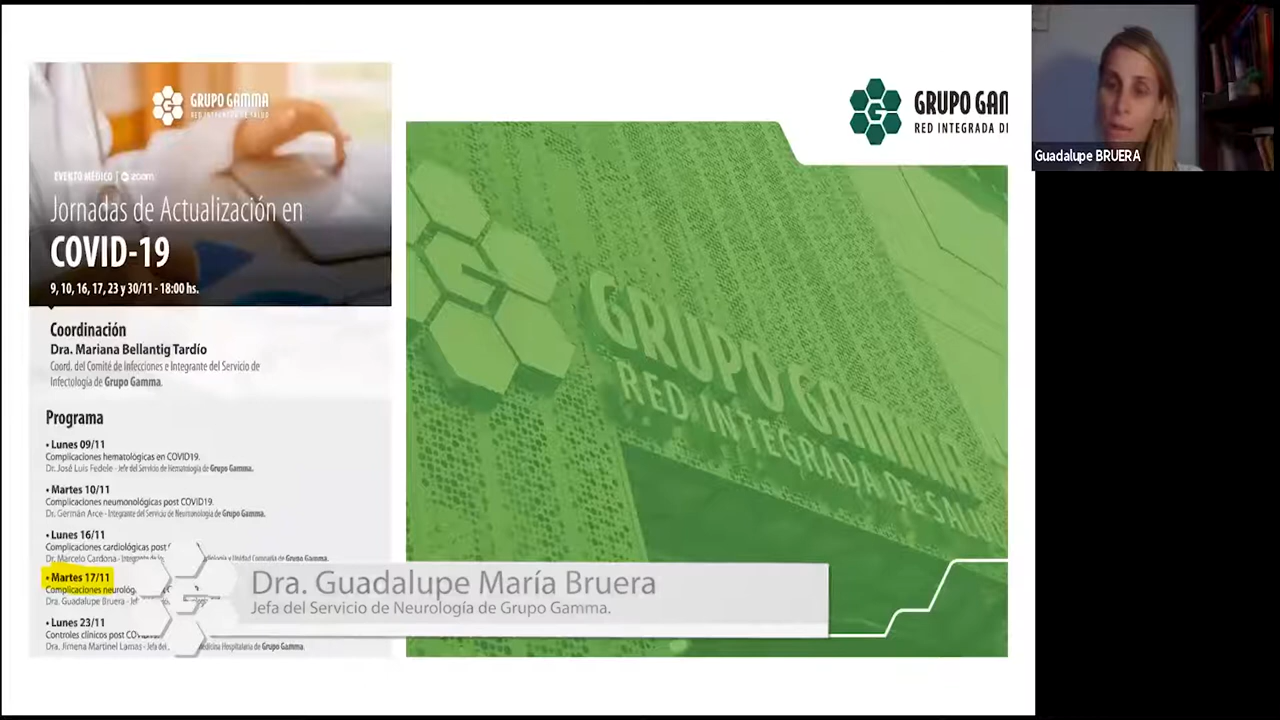 GRUPO GAMMA
EVENTO MÉDICO | zoom
Jornadas de Actualización en
COVID-19
9, 10, 16, 17, 23 y 30/11 - 18:00 hs.
Coordinación
Dra. Mariana Bellantig Tardío
Coord. del Comité de Infecciones e Integrante del Servicio de
Infectología de Grupo Gamma.
Programa
• Lunes 09/11
Complicaciones hematológicas en COVID19.
Dr. José Luis Fedele - Jefe del Servicio de Hematología de Grupo Gamma.
• Martes 10/11
Complicaciones neumonológicas post COVID19.
Dr. Germán Arce - Integrante del Servicio de Neumonología de Grupo Gamma.
• Lunes 16/11
Complicaciones cardiológicas post
Dr. Marcelo Cardona - Integrante y Unidad Coronaria de Grupo Gamma.
• Martes 17/11
Complicaciones neurológ
Dra. Guadalupe Bruera - Jef
• Lunes 23/11
Controles clínicos post COV
Dra. Jimena Martinel Lamas - Jefa del Medicina Hospitalaria de Grupo Gamma.
GRUPO GAM
RED INTEGRADA DE
GRUPO GAMMA
RED INTEGRADA DE SALUD
Dra. Guadalupe María Bruera
Jefa del Servicio de Neurología de Grupo Gamma.
Guadalupe BRUERA